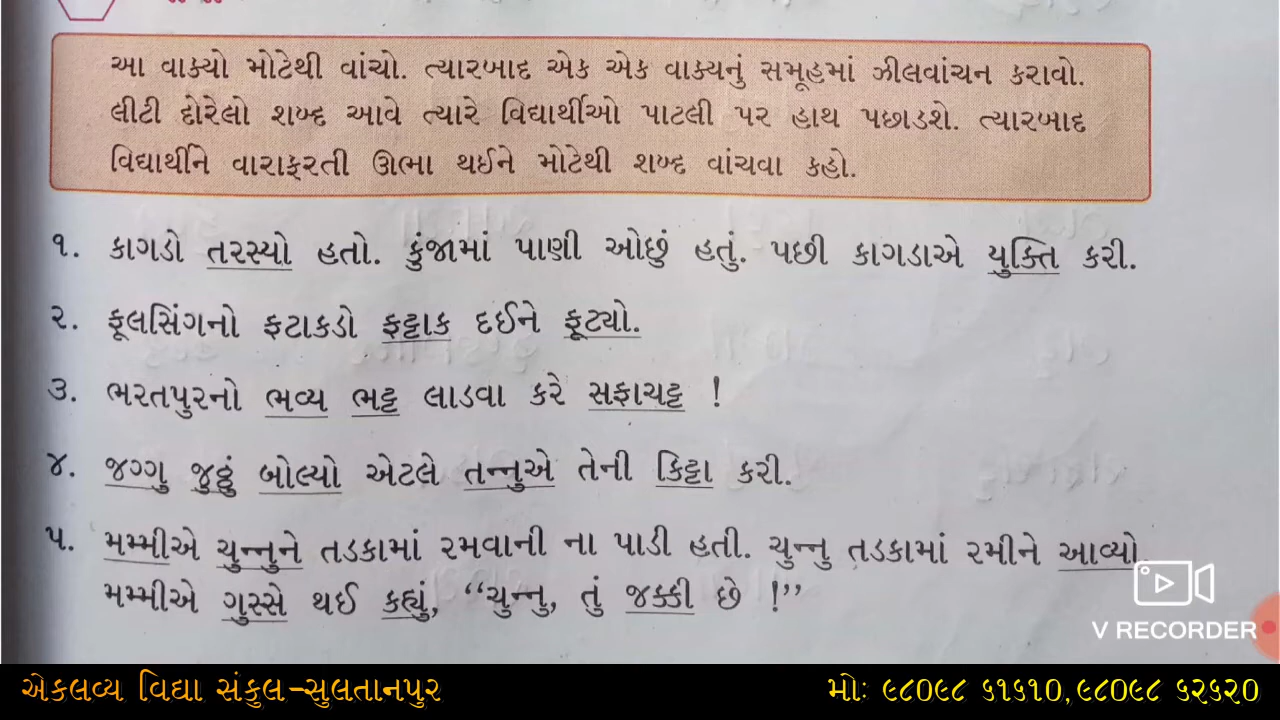 આ વાક્યો મોટેથી વાંચો. ત્યારબાદ એક એક વાક્યનું સમૂહમાં ઝીલવાંચન કરાવો.
લીટી દોરેલો શબ્દ આવે ત્યારે વિદ્યાર્થીઓ પાટલી પર હાથ પછાડશે. ત્યારબાદ
વિદ્યાર્થીને વારાફરતી ઊભા થઈને મોટેથી શબ્દ વાંચવા કહો.
૧. કાગડો તરસ્યો હતો. કુંજામાં પાણી ઓછું હતું. પછી કાગડાએ યુક્તિ કરી.
૨. ફૂલસિંગનો ફટાકડો ફટ્ટાક દઈને ફૂટ્યો.
૩. ભરતપુરનો ભવ્ય ભટ્ટ લાડવા કરે સફાચટ્ટ !
૪. જગ્ગુ જુઠ્ઠું બોલ્યો એટલે તન્નુએ તેની કિટ્ટા કરી.
૫. મમ્મીએ ચુન્નુને તડકામાં રમવાની ના પાડી હતી. ચુન્નુ તડકામાં રમીને આવ્યો.
મમ્મીએ ગુસ્સે થઈ કહ્યું, “ચુન્નુ, તું જક્કી છે !”
V RECORDER
એકલવ્ય વિદ્યા સંકુલ-સુલતાનપુર
મોઃ ૯૮૦૯૮ ૬૧૬૧૦,૯૮૦૯૮ ૬૨૬૨૦